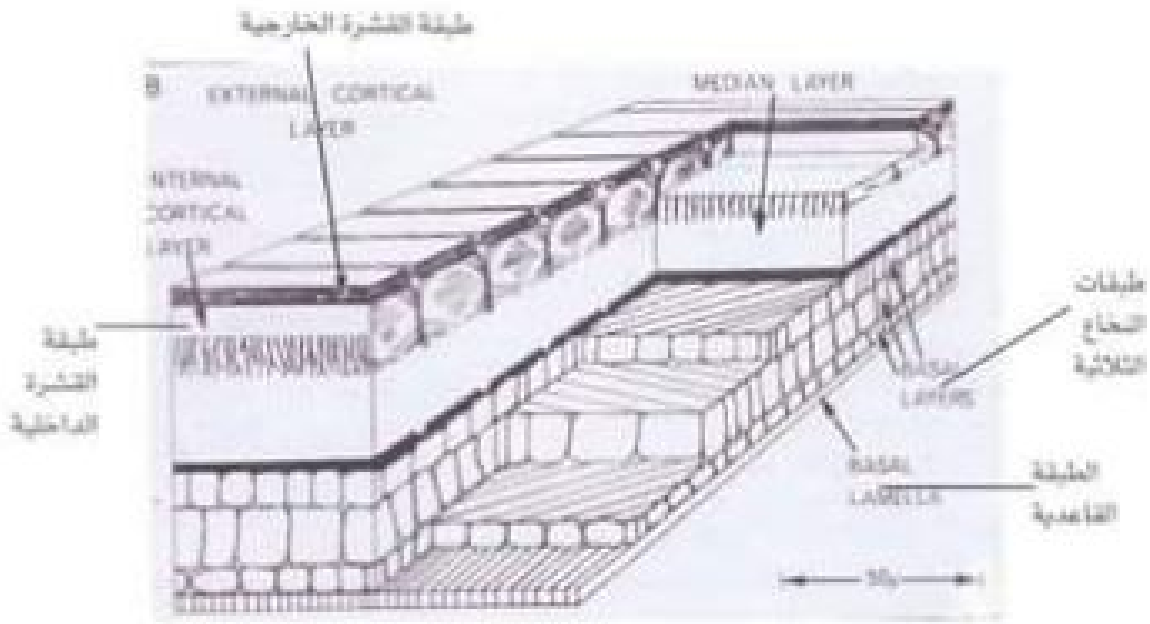 طبقة القشرة الخارجية
B
EXTERNAL CORTICAL
LAYER
MEDIAN LAYER
INTERNAL
CORTICAL
LAYER
طبقة
القشرة
الداخلية
طبقات
النخاع
الثلاثية
BASAL
LAYERS
BASAL
LAMELLA
الطبقة
القاعدية
50µ